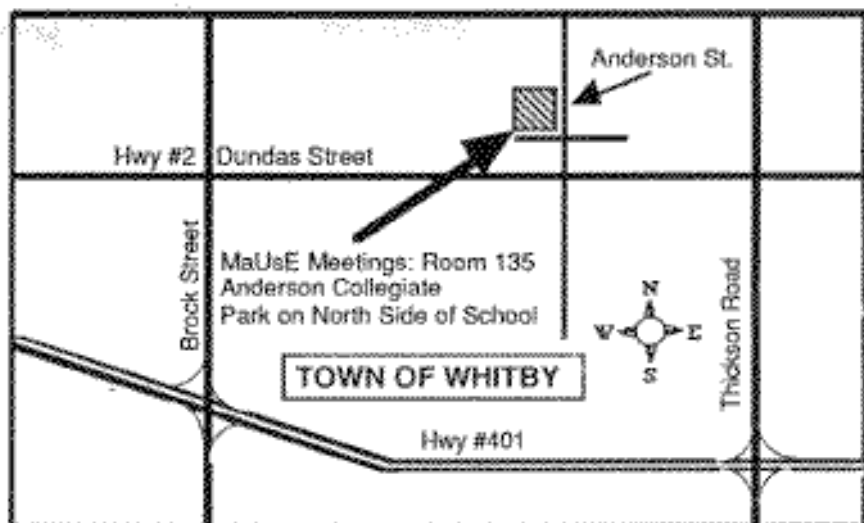 Anderson St.
Hwy #2 Dundas Street
Brock Street
MaUsE Meetings: Room 135
Anderson Collegiate
Park on North Side of School
N
W E
S
Thickson Road
TOWN OF WHITBY
Hwy #401